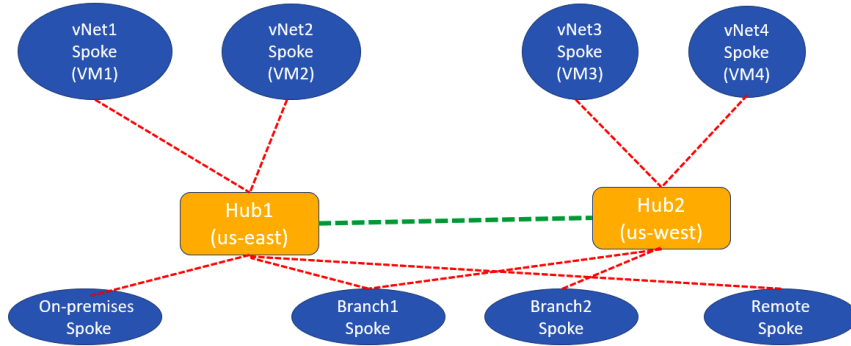 vNet1
Spoke
(VM1)
vNet2
Spoke
(VM2)
vNet3
Spoke
(VM3)
vNet4
Spoke
(VM4)
Hub1
(us-east)
Hub2
(us-west)
On-premises
Spoke
Branch1
Spoke
Branch2
Spoke
Remote
Spoke